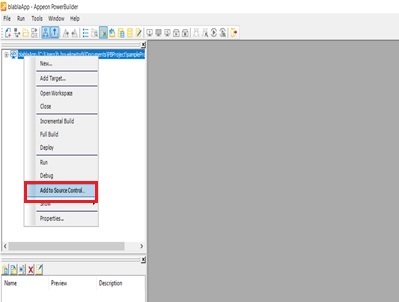 blablaApp - Appeon PowerBuilder
File Run Tools Window Help
New...
Add Target...
Open Workspace
Close
Incremental Build
Full Build
Deploy
Run
Debug
Add to Source Control...
Show
Properties...
Name Preview Description